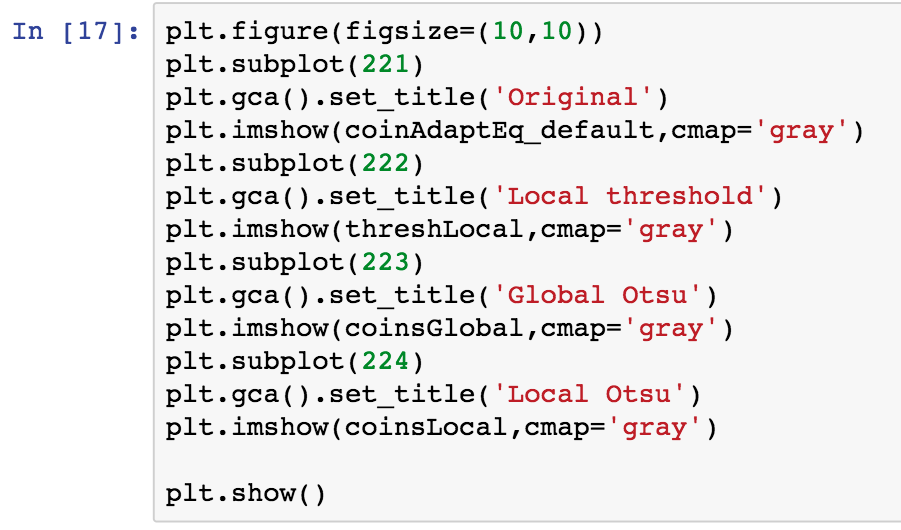 In [17]: plt.figure(figsize=(10,10))
plt.subplot(221)
plt.gca().set_title('Original')
plt.imshow(coinAdaptEq_default,cmap='gray')
plt.subplot(222)
plt.gca().set_title('Local threshold')
plt.imshow(threshLocal,cmap='gray')
plt.subplot(223)
plt.gca().set_title('Global Otsu')
plt.imshow(coinsGlobal,cmap='gray')
plt.subplot(224)
plt.gca().set_title('Local Otsu')
plt.imshow(coinsLocal,cmap='gray')

plt.show()